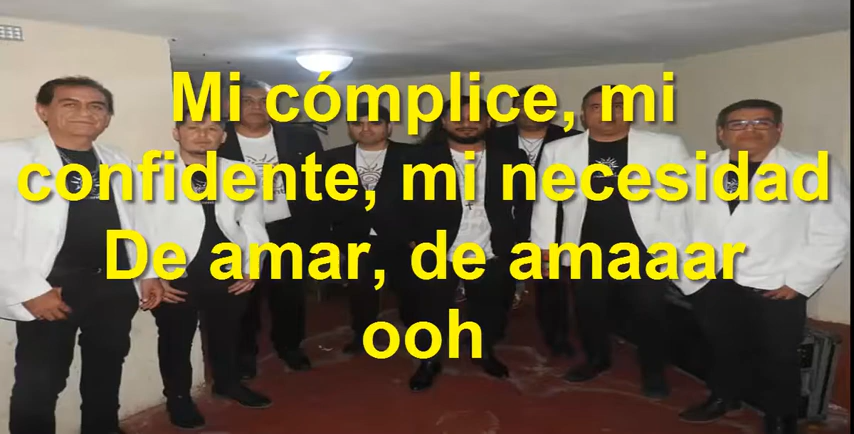 Mi cómplice, mi
confidente, mi necesidad
De amar, de amaaar
ooh